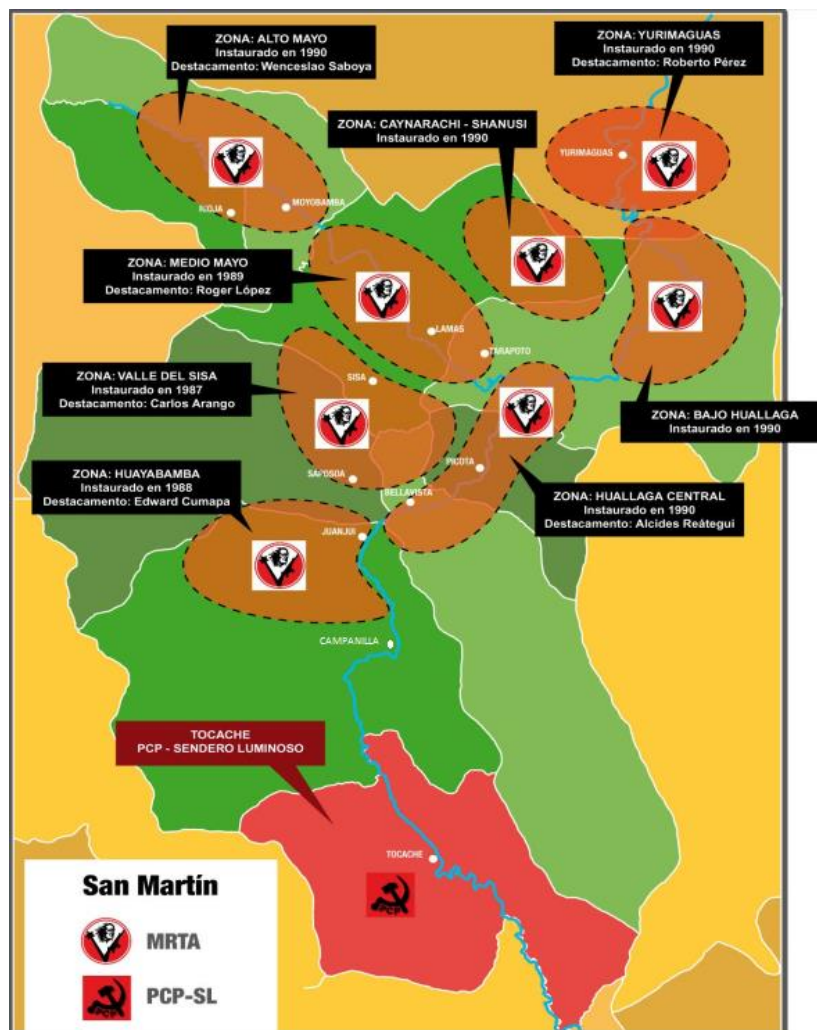 ZONA: ALTO MAYO
Instaurado en 1990
Destacamento: Wenceslao Saboya
ZONA: YURIMAGUAS
Instaurado en 1990
Destacamento: Roberto Pérez
ZONA: CAYNARACHI - SHANUSI
Instaurado en 1990
YURIMAGUAS
MOYOBAMBA
RIOJA
ZONA: MEDIO MAYO
Instaurado en 1989
Destacamento: Roger López
LAMAS
TARAPOTO
ZONA: VALLE DEL SISA
Instaurado en 1987
Destacamento: Carlos Arango
SISA
ZONA: BAJO HUALLAGA
Instaurado en 1990
SAPOSOA
PICOTA
BELLAVISTA
ZONA: HUAYABAMBA
Instaurado en 1988
Destacamento: Edward Cumapa
ZONA: HUALLAGA CENTRAL
Instaurado en 1990
Destacamento: Alcides Reátegui
JUANJUI
CAMPANILLA
TOCACHE
PCP - SENDERO LUMINOSO
TOCACHE
PCP
San Martín
MRTA
PCP
PCP-SL